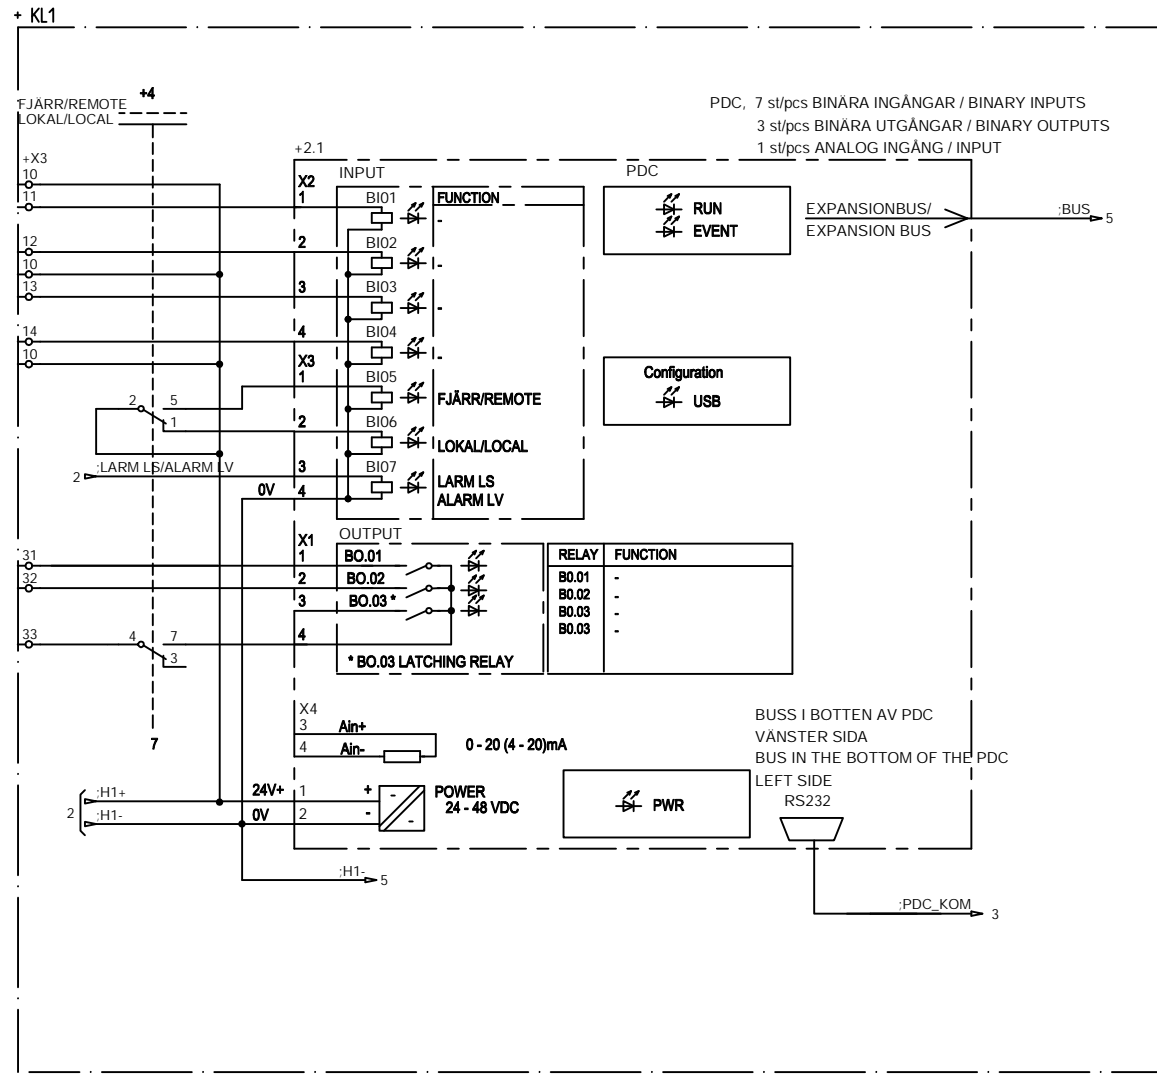 + KL1
+4
FJÄRR/REMOTE
LOKAL/LOCAL
PDC, 7 st/pcs BINÄRA INGÅNGAR / BINARY INPUTS
3 st/pcs BINÄRA UTGÅNGAR / BINARY OUTPUTS
1 st/pcs ANALOG INGÅNG / INPUT
+2.1
+X3
10
11
12
10
13
14
10
INPUT
PDC
X2
1
BI01
FUNCTION
-
2
BI02
-
3
BI03
-
4
BI04
-
X3
1
BI05
FJÄRR/REMOTE
2
BI06
LOKAL/LOCAL
3
BI07
LARM LS
ALARM LV
0V 4
RUN
EVENT
EXPANSIONBUS/
EXPANSION BUS
;BUS
5
Configuration
USB
2 5
1
2 ;LARM LS/ALARM LV
OUTPUT
X1
31
1
BO.01
32
2
BO.02
3
BO.03 *
33
4 7
3
4
* BO.03 LATCHING RELAY
RELAY FUNCTION
B0.01 -
B0.02 -
B0.03 -
B0.03 -
7
X4
3
Ain+
4
Ain-
0 - 20 (4 - 20)mA
BUSS I BOTTEN AV PDC
VÄNSTER SIDA
BUS IN THE BOTTOM OF THE PDC
LEFT SIDE
RS232
2
;H1+
;H1-
24V+ 1
0V 2
+
-
-
-
POWER
24 - 48 VDC
PWR
;H1-
5
;PDC_KOM
3